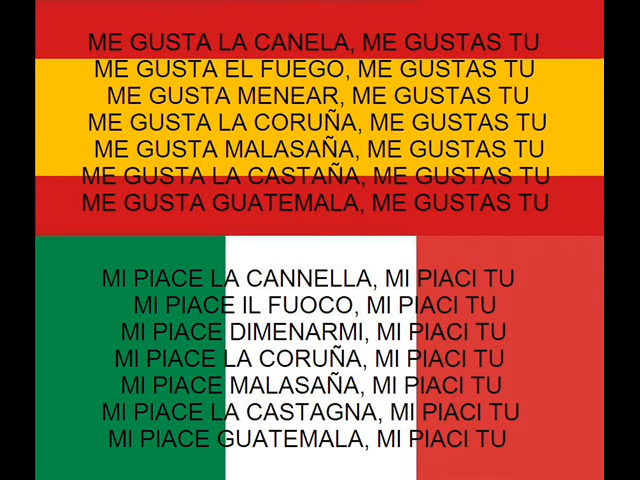 ME GUSTA LA CANELA, ME GUSTAS TU
ME GUSTA EL FUEGO, ME GUSTAS TU
ME GUSTA MENEAR, ME GUSTAS TU
ME GUSTA LA CORUÑA, ME GUSTAS TU
ME GUSTA MALASAÑA, ME GUSTAS TU
ME GUSTA LA CASTAÑA, ME GUSTAS TU
ME GUSTA GUATEMALA, ME GUSTAS TU
MI PIACE LA CANNELLA, MI PIACI TU
MI PIACE IL FUOCO, MI PIACI TU
MI PIACE DIMENARMI, MI PIACI TU
MI PIACE LA CORUÑA, MI PIACI TU
MI PIACE MALASAÑA, MI PIACI TU
MI PIACE LA CASTAGNA, MI PIACI TU
MI PIACE GUATEMALA, MI PIACI TU